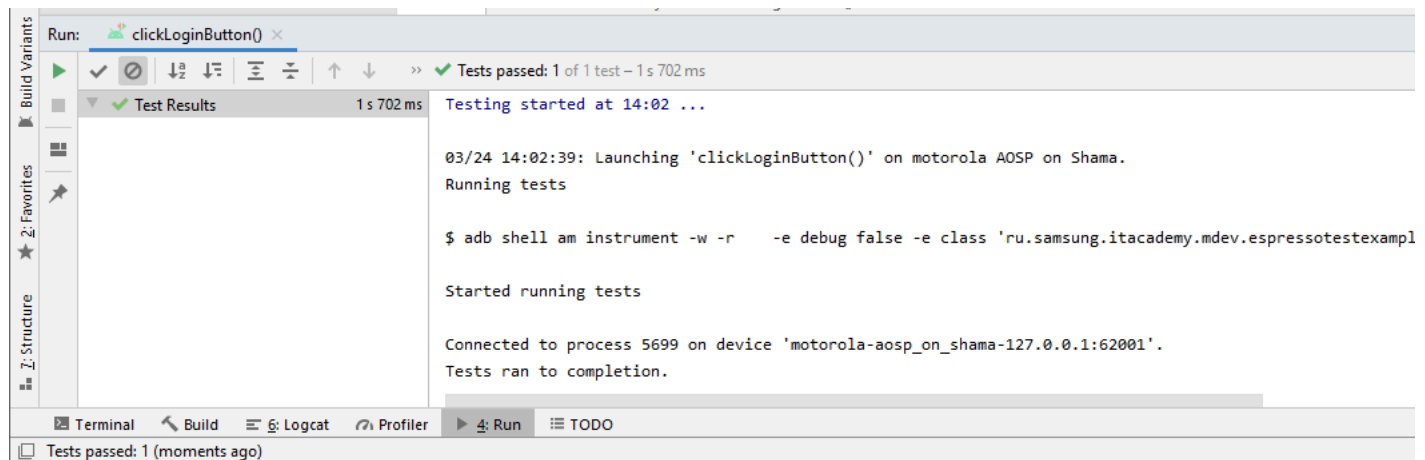 Build Variants
2: Favorites
7: Structure
Run: clickLoginButton()
Tests passed: 1 of 1 test – 1 s 702 ms
Test Results 1 s 702 ms
Testing started at 14:02 ...
03/24 14:02:39: Launching 'clickLoginButton()' on motorola AOSP on Shama.
Running tests
$ adb shell am instrument -w -r    -e debug false -e class 'ru.samsung.itacademy.mdev.espressotestexampl
Started running tests
Connected to process 5699 on device 'motorola-aosp_on_shama-127.0.0.1:62001'.
Tests ran to completion.
Terminal Build 6: Logcat Profiler 4: Run TODO
Tests passed: 1 (moments ago)